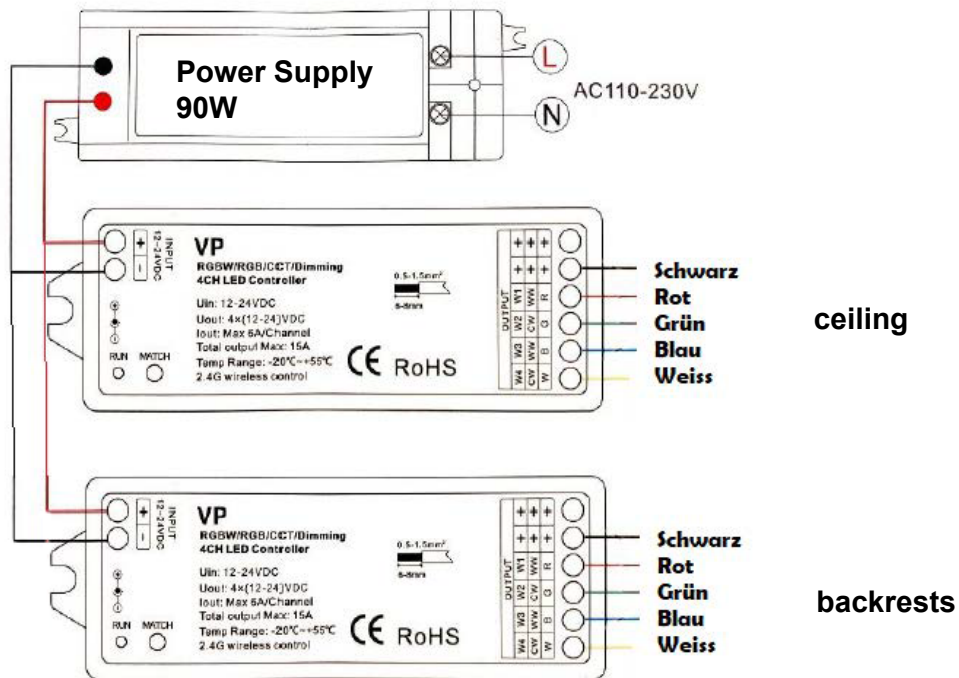 Power Supply
90W
L
N
AC110-230V
+
-
INPUT
12-24VDC
VP
RGBW/RGB/CCT/Dimming
4CH LED Controller
Uin: 12-24VDC
Uout: 4×(12-24)VDC
Iout: Max 6A/Channel
Total output Max: 15A
Temp Range: -20℃~+55℃
2.4G wireless control
RUN MATCH
0.5-1.5mm²
6-8mm
CE RoHS
OUTPUT
+ + +
+ + +
W1 WW R
W2 CW G
W3 WW B
W4 CW W
Schwarz
Rot
Grün
Blau
Weiss
ceiling
+
-
INPUT
12-24VDC
VP
RGBW/RGB/CCT/Dimming
4CH LED Controller
Uin: 12-24VDC
Uout: 4×(12-24)VDC
Iout: Max 6A/Channel
Total output Max: 15A
Temp Range: -20℃~+55℃
2.4G wireless control
RUN MATCH
0.5-1.5mm²
6-8mm
CE RoHS
OUTPUT
+ + +
+ + +
W1 WW R
W2 CW G
W3 WW B
W4 CW W
Schwarz
Rot
Grün
Blau
Weiss
backrests